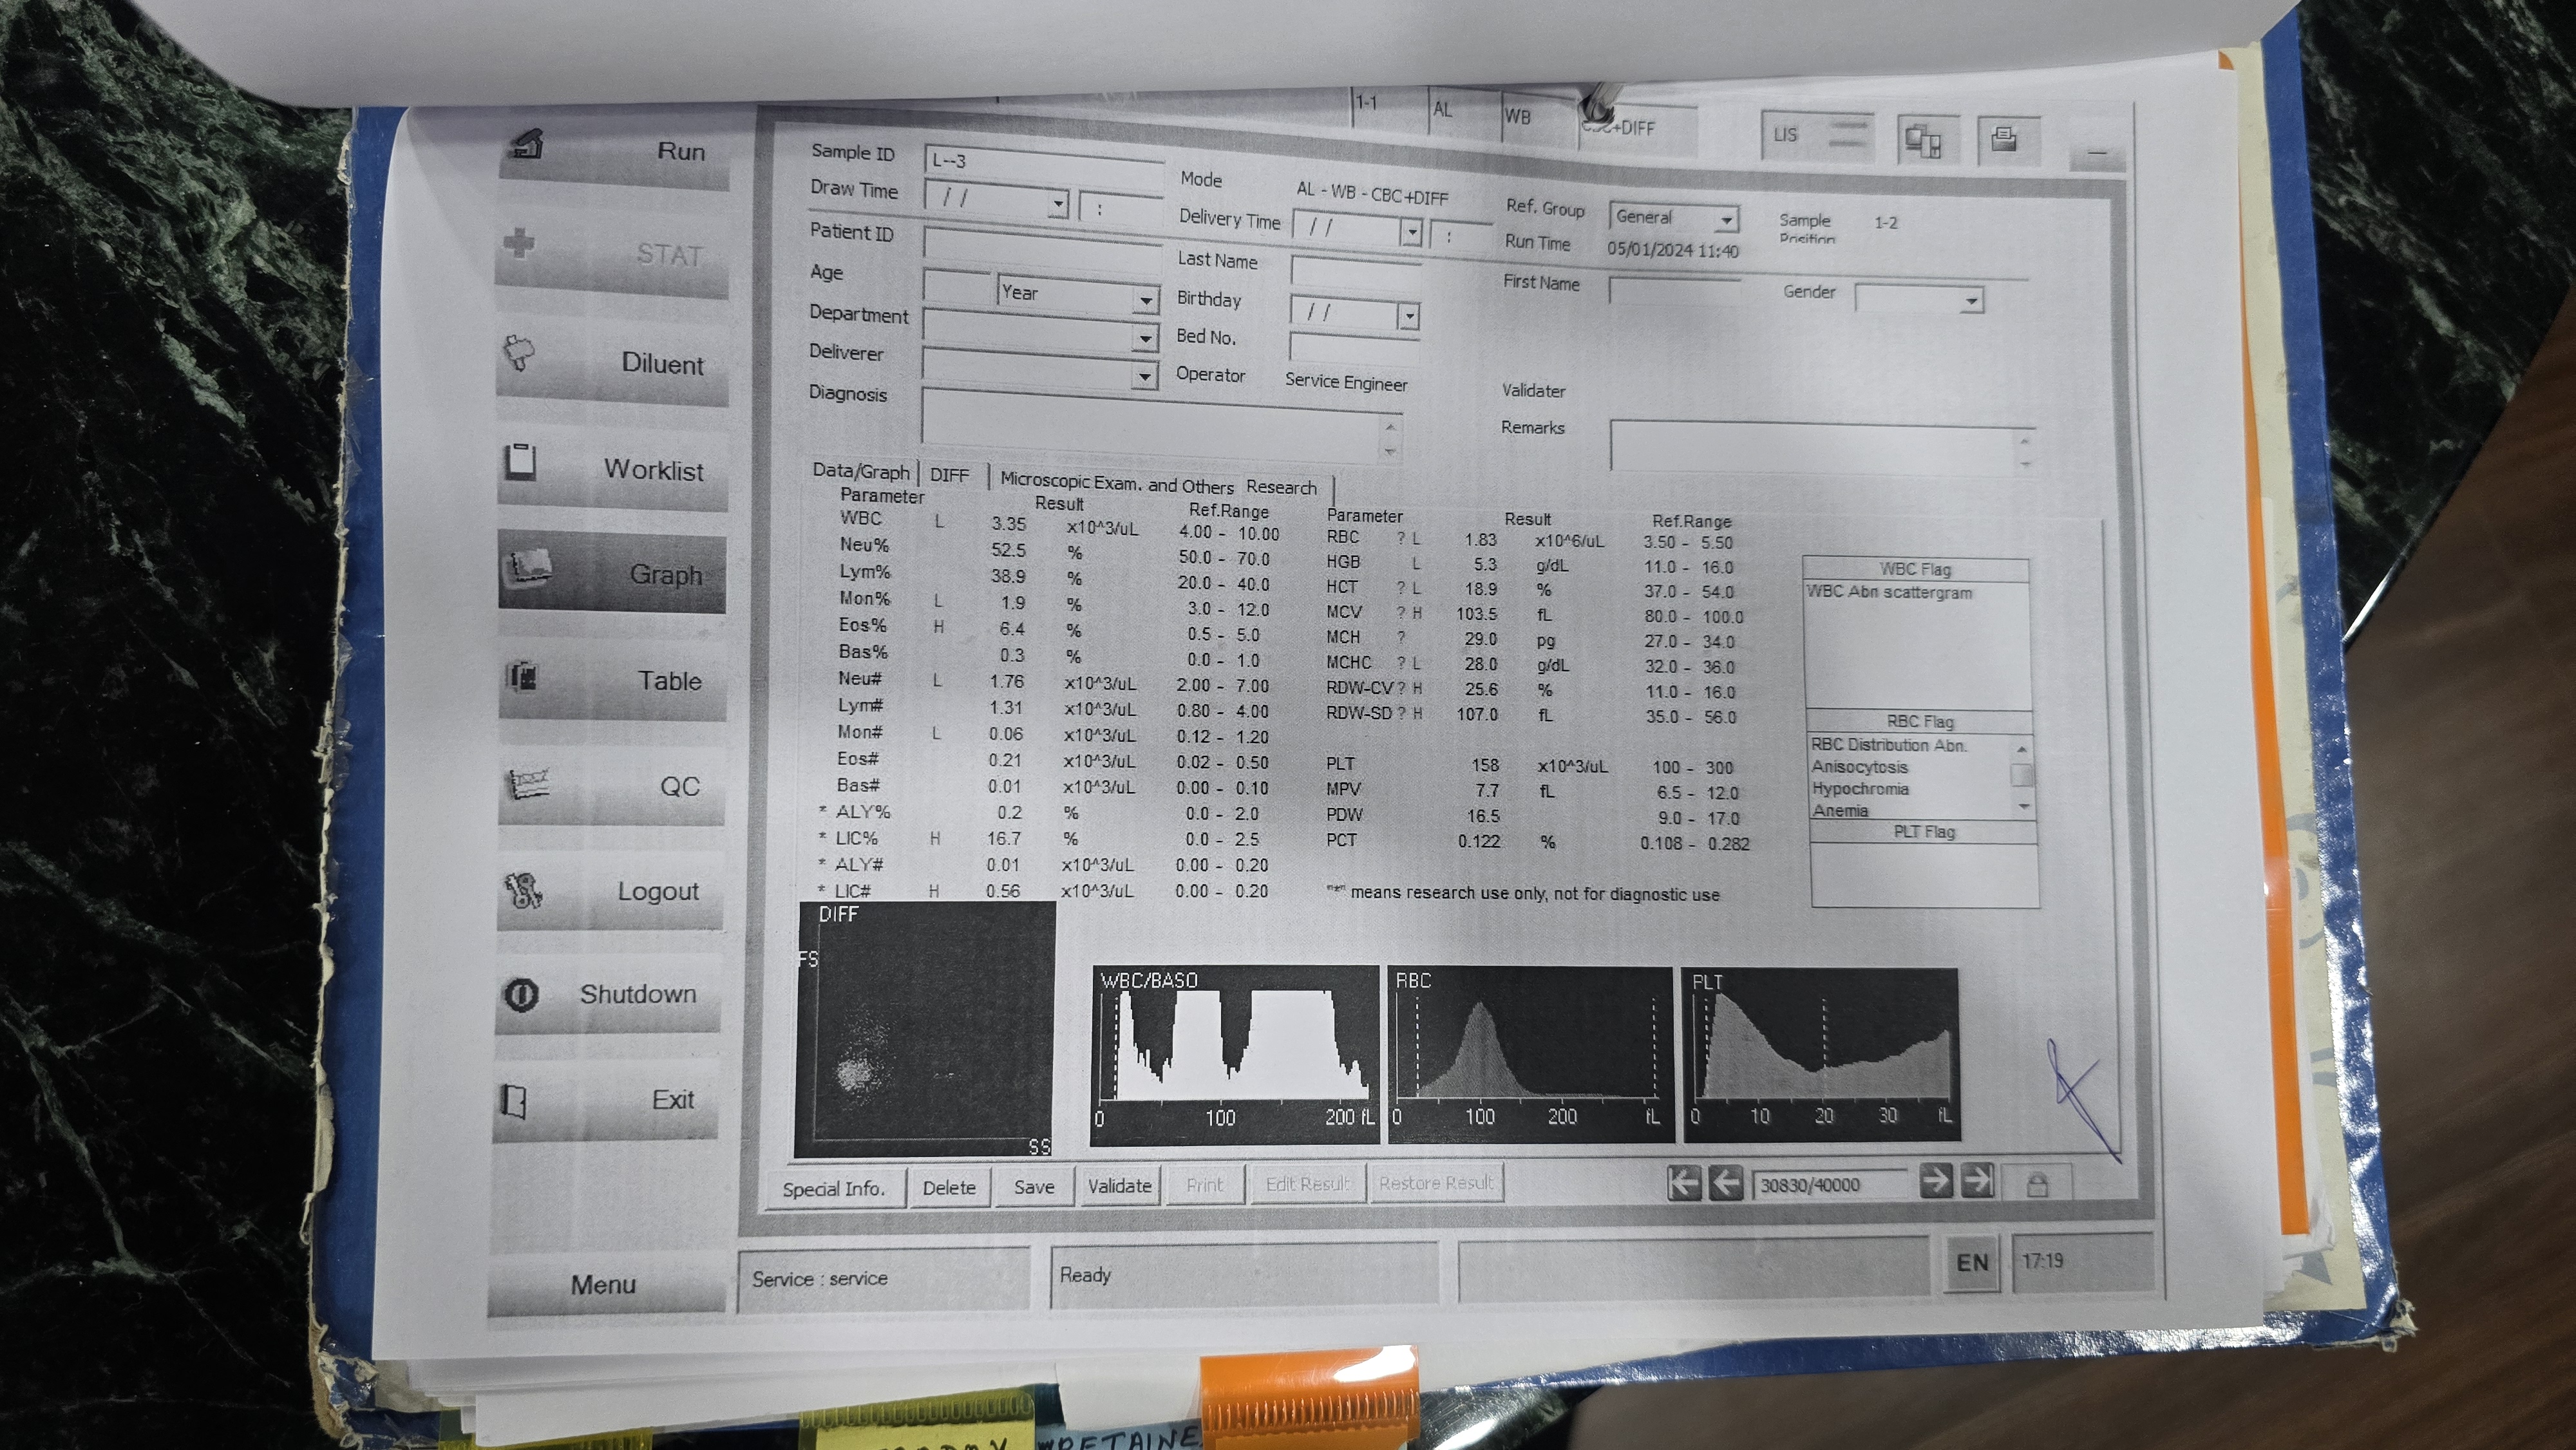 1-1 AL WB CBC+DIFF LIS
Run
STAT
Diluent
Worklist
Graph
Table
QC
Logout
Shutdown
Exit
Menu
Sample ID L--3 Mode AL - WB - CBC+DIFF Ref. Group General Sample 1-2
Draw Time / / : Delivery Time / / : Run Time 05/01/2024 11:40
Patient ID Last Name First Name Gender
Age Year Birthday / /
Department Bed No.
Deliverer Operator Service Engineer Validater
Diagnosis Remarks
Data/Graph DIFF Microscopic Exam. and Others Research
Parameter Result Ref.Range Parameter Result Ref.Range
WBC L 3.35 x10^3/uL 4.00 - 10.00 RBC ? L 1.83 x10^6/uL 3.50 - 5.50
Neu% 52.5 % 50.0 - 70.0 HGB L 5.3 g/dL 11.0 - 16.0
Lym% 38.9 % 20.0 - 40.0 HCT ? L 18.9 % 37.0 - 54.0
Mon% L 1.9 % 3.0 - 12.0 MCV ? H 103.5 fL 80.0 - 100.0
Eos% H 6.4 % 0.5 - 5.0 MCH ? 29.0 pg 27.0 - 34.0
Bas% 0.3 % 0.0 - 1.0 MCHC ? L 28.0 g/dL 32.0 - 36.0
Neu# L 1.76 x10^3/uL 2.00 - 7.00 RDW-CV ? H 25.6 % 11.0 - 16.0
Lym# 1.31 x10^3/uL 0.80 - 4.00 RDW-SD ? H 107.0 fL 35.0 - 56.0
Mon# L 0.06 x10^3/uL 0.12 - 1.20
Eos# 0.21 x10^3/uL 0.02 - 0.50 PLT 158 x10^3/uL 100 - 300
Bas# 0.01 x10^3/uL 0.00 - 0.10 MPV 7.7 fL 6.5 - 12.0
* ALY% 0.2 % 0.0 - 2.0 PDW 16.5 9.0 - 17.0
* LIC% H 16.7 % 0.0 - 2.5 PCT 0.122 % 0.108 - 0.282
* ALY# 0.01 x10^3/uL 0.00 - 0.20
* LIC# H 0.56 x10^3/uL 0.00 - 0.20 "*" means research use only, not for diagnostic use
WBC Flag
WBC Abn scattergram
RBC Flag
RBC Distribution Abn.
Anisocytosis
Hypochromia
Anemia
PLT Flag
DIFF
FS
SS
WBC/BASO
0 100 200 fL
RBC
0 100 200 fL
PLT
0 10 20 30 fL
Special Info. Delete Save Validate Print Edit Result Restore Result 30830/40000
Service : service Ready EN 17:19